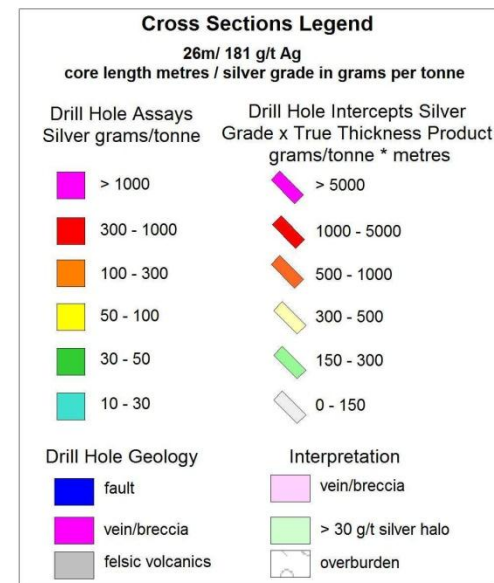 Cross Sections Legend
26m/ 181 g/t Ag
core length metres / silver grade in grams per tonne
Drill Hole Assays
Silver grams/tonne
> 1000
300 - 1000
100 - 300
50 - 100
30 - 50
10 - 30
Drill Hole Intercepts Silver
Grade x True Thickness Product
grams/tonne * metres
> 5000
1000 - 5000
500 - 1000
300 - 500
150 - 300
0 - 150
Drill Hole Geology
fault
vein/breccia
felsic volcanics
Interpretation
vein/breccia
> 30 g/t silver halo
overburden